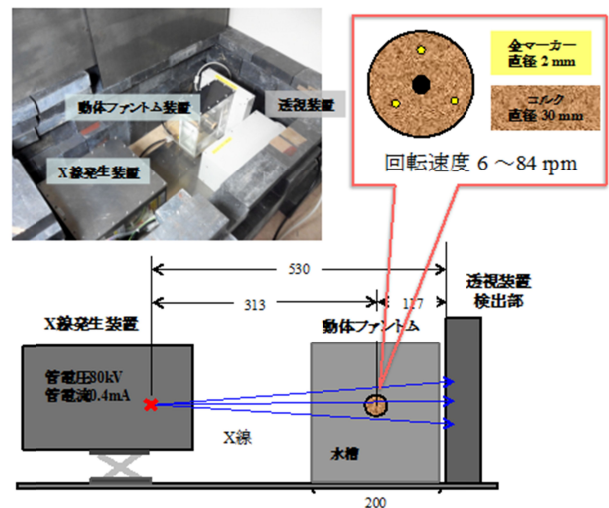 動体ファントム装置
透視装置
X線発生装置
金マーカー
直径 2 mm
コルク
直径 30 mm
回転速度 6 ～84 rpm
530
313
117
透視装置
検出部
X線発生装置
動体ファントム
管電圧80kV
管電流0.4mA
X線
水槽
200